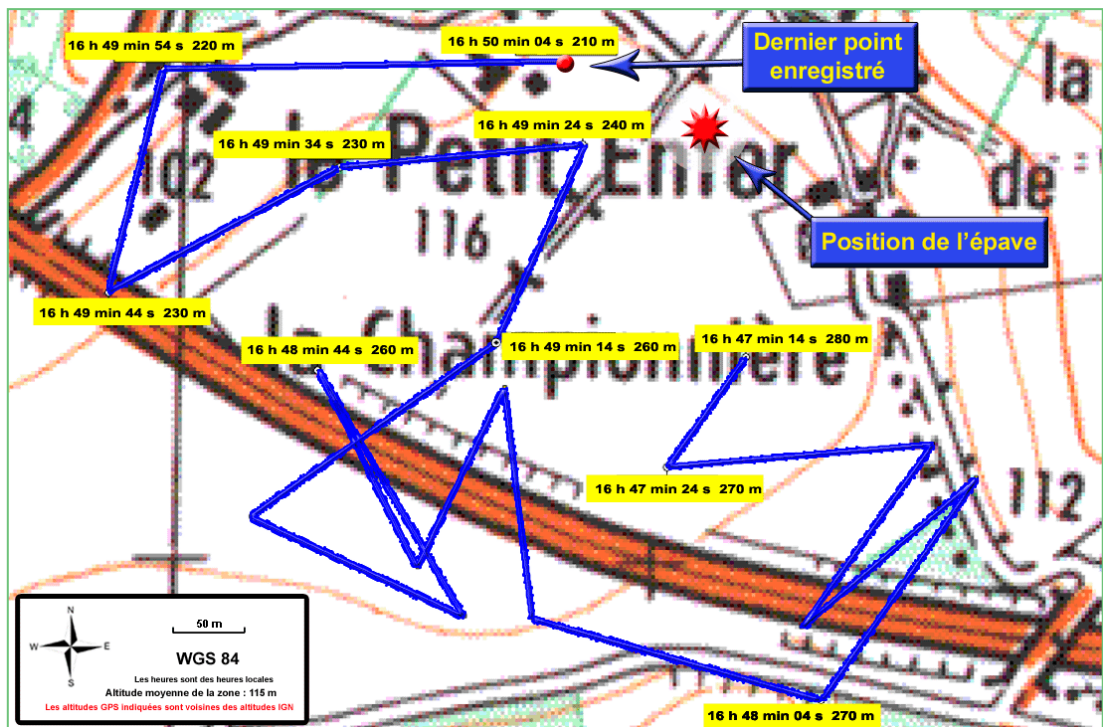 16 h 49 min 54 s 220 m
16 h 50 min 04 s 210 m
Dernier point
enregistré
la
4
16 h 49 min 24 s 240 m
16 h 49 min 34 s 230 m
le Petit Enfer
de
102
116
Position de l'épave
16 h 49 min 44 s 230 m
la Championnière
16 h 48 min 44 s 260 m
16 h 49 min 14 s 260 m
16 h 47 min 14 s 280 m
16 h 47 min 24 s 270 m
112
N
W
E
S
50 m
WGS 84
Les heures sont des heures locales
Altitude moyenne de la zone : 115 m
Les altitudes GPS indiquées sont voisines des altitudes IGN
16 h 48 min 04 s 270 m